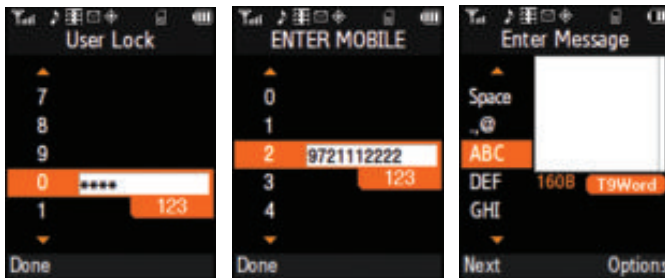 User Lock
7
8
9
0 ****
1 123
Done
ENTER MOBILE
0
1
2 9721112222
3 123
4
Done
Enter Message
Space
.,@
ABC
DEF 160B T9Word
GHI
Next Options